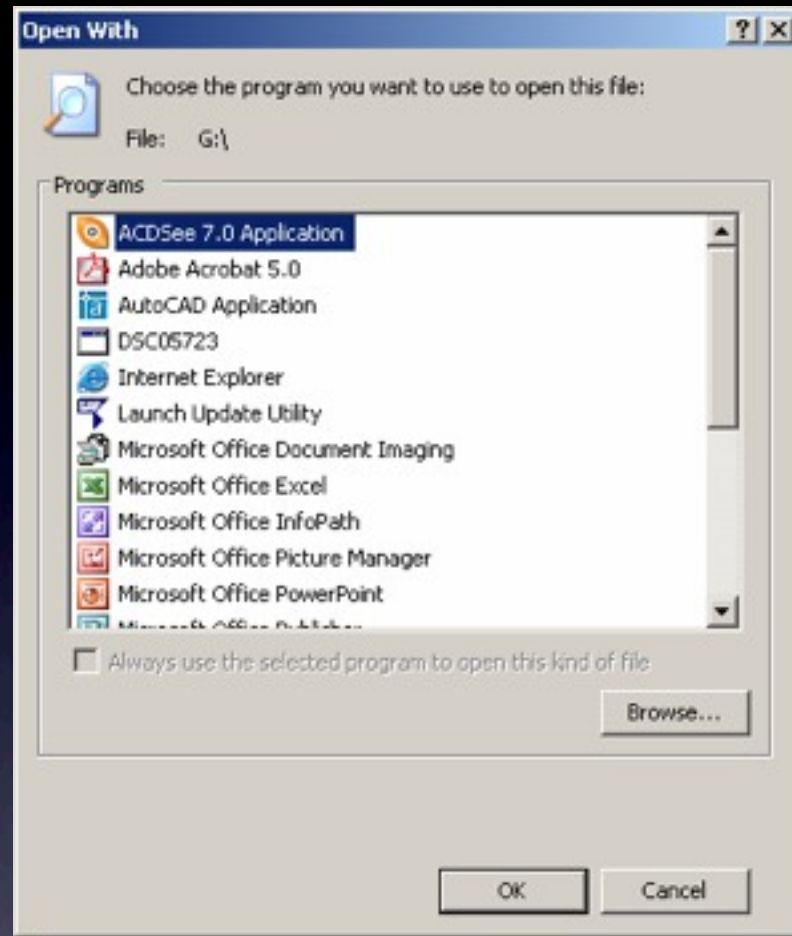 Open With
Choose the program you want to use to open this file:
File: G:\
Programs
ACDSee 7.0 Application
Adobe Acrobat 5.0
AutoCAD Application
DSC05723
Internet Explorer
Launch Update Utility
Microsoft Office Document Imaging
Microsoft Office Excel
Microsoft Office InfoPath
Microsoft Office Picture Manager
Microsoft Office PowerPoint
Microsoft Office Publisher
Always use the selected program to open this kind of file
Browse...
OK Cancel